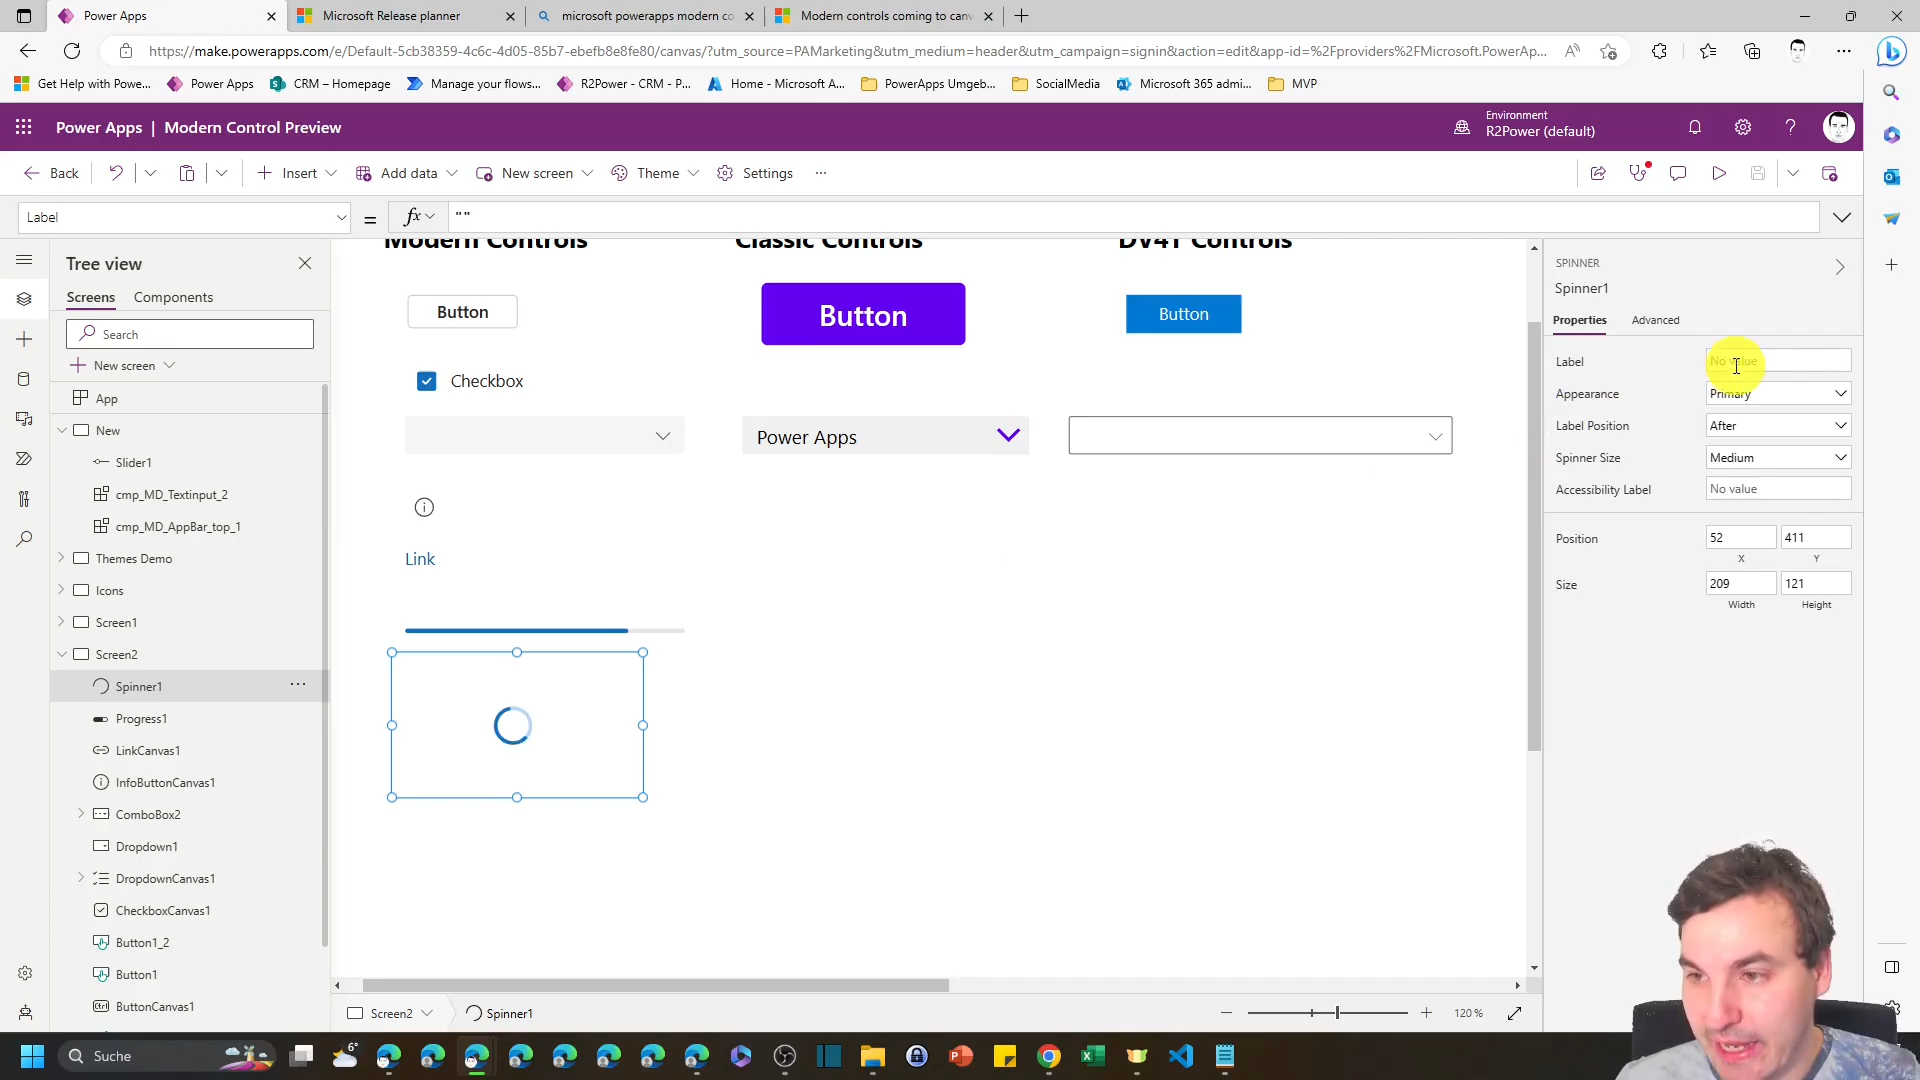 Power Apps
Microsoft Release planner
microsoft powerapps modern co
Modern controls coming to canv
https://make.powerapps.com/e/Default-5cb38359-4c6c-4d05-85b7-ebefb8e8fe80/canvas/?utm_source=PAMarketing&utm_medium=header&utm_campaign=signin&action=edit&app-id=%2Fproviders%2FMicrosoft.PowerAp...
Get Help with Powe...
Power Apps
CRM – Homepage
Manage your flows...
R2Power - CRM - P...
Home - Microsoft A...
PowerApps Umgeb...
SocialMedia
Microsoft 365 admi...
MVP
Power Apps | Modern Control Preview
Environment
R2Power (default)
Back
Insert
Add data
New screen
Theme
Settings
Label
= fx ""
Tree view
Screens
Components
Search
New screen
App
New
Slider1
cmp_MD_Textinput_2
cmp_MD_AppBar_top_1
Themes Demo
Icons
Screen1
Screen2
Spinner1
Progress1
LinkCanvas1
InfoButtonCanvas1
ComboBox2
Dropdown1
DropdownCanvas1
CheckboxCanvas1
Button1_2
Button1
ButtonCanvas1
Modern Controls
Classic Controls
DV4T Controls
Button
Button
Button
Checkbox
Power Apps
Link
Screen2
Spinner1
120 %
SPINNER
Spinner1
Properties
Advanced
Label
No value
Appearance
Primary
Label Position
After
Spinner Size
Medium
Accessibility Label
No value
Position
52
411
X
Y
Size
209
121
Width
Height
Suche
6°